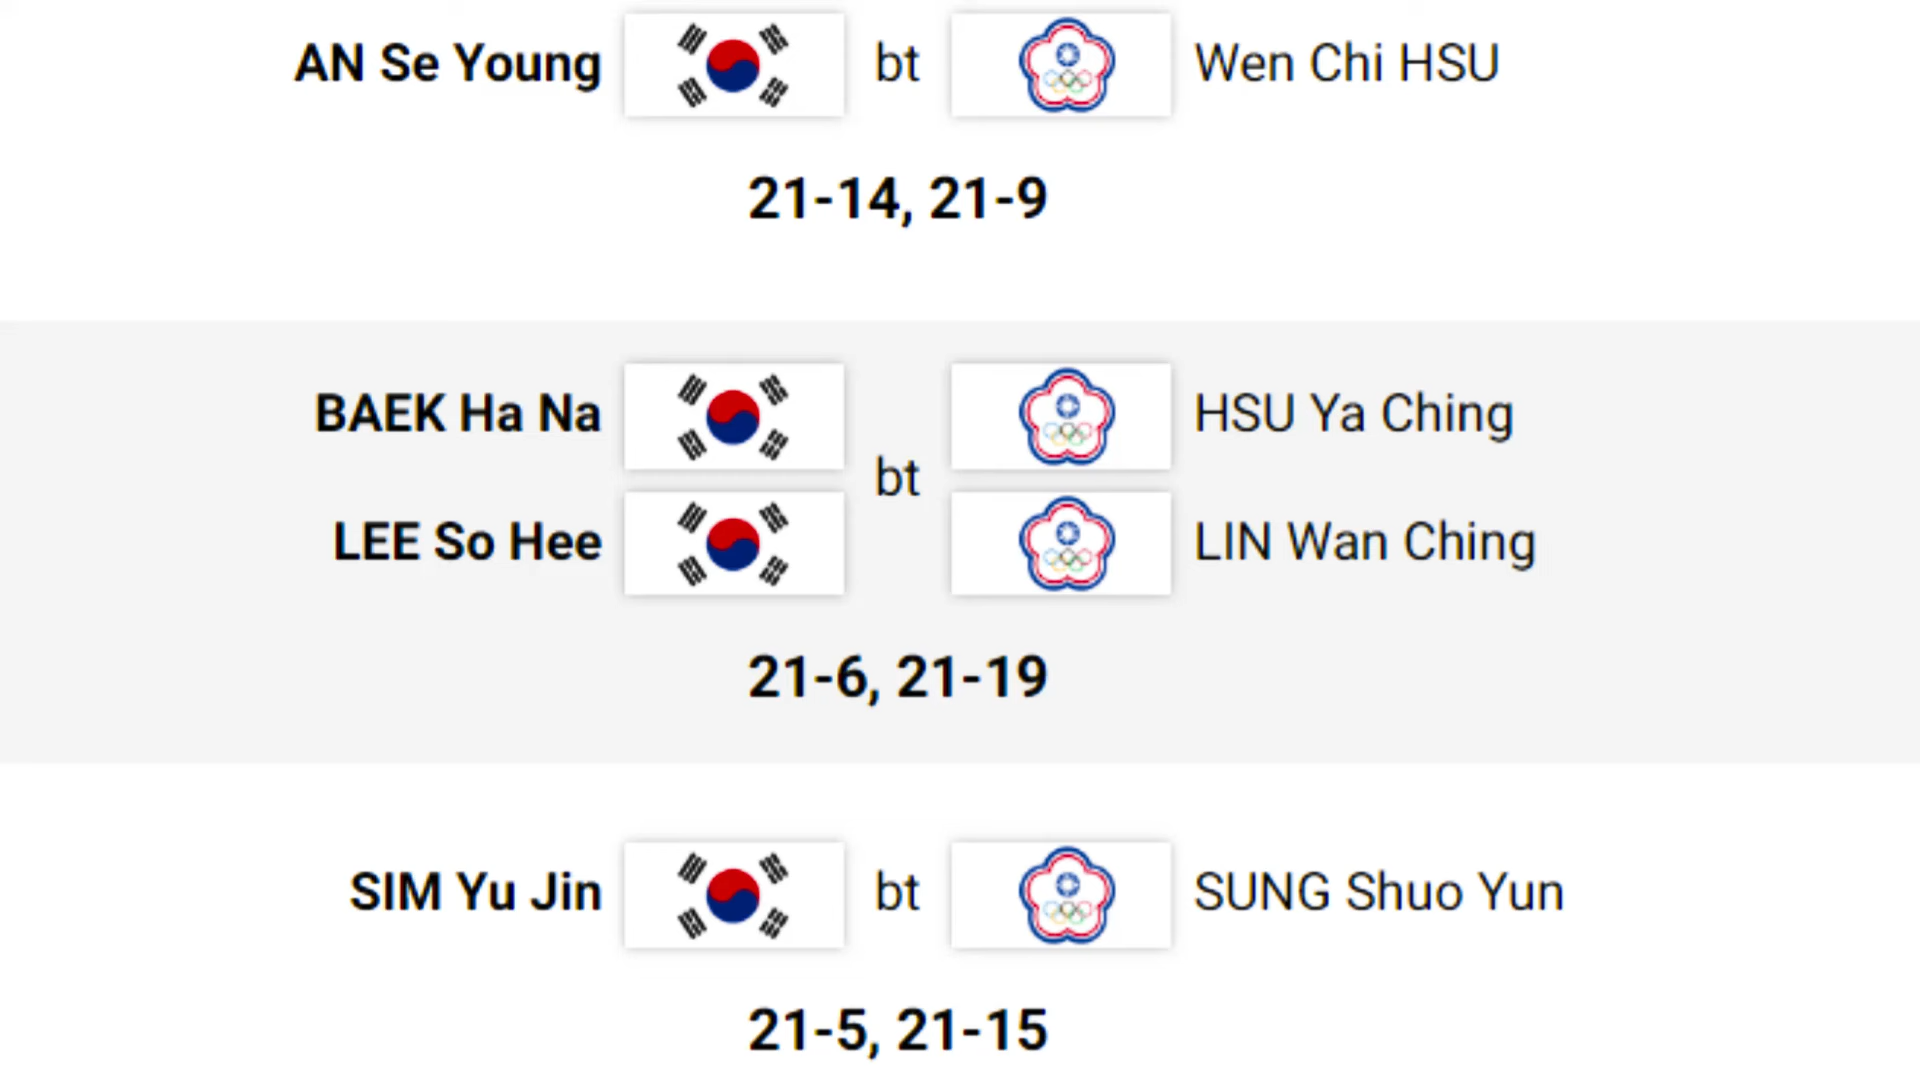 AN Se Young bt Wen Chi HSU
21-14, 21-9
BAEK Ha Na HSU Ya Ching
bt
LEE So Hee LIN Wan Ching
21-6, 21-19
SIM Yu Jin bt SUNG Shuo Yun
21-5, 21-15